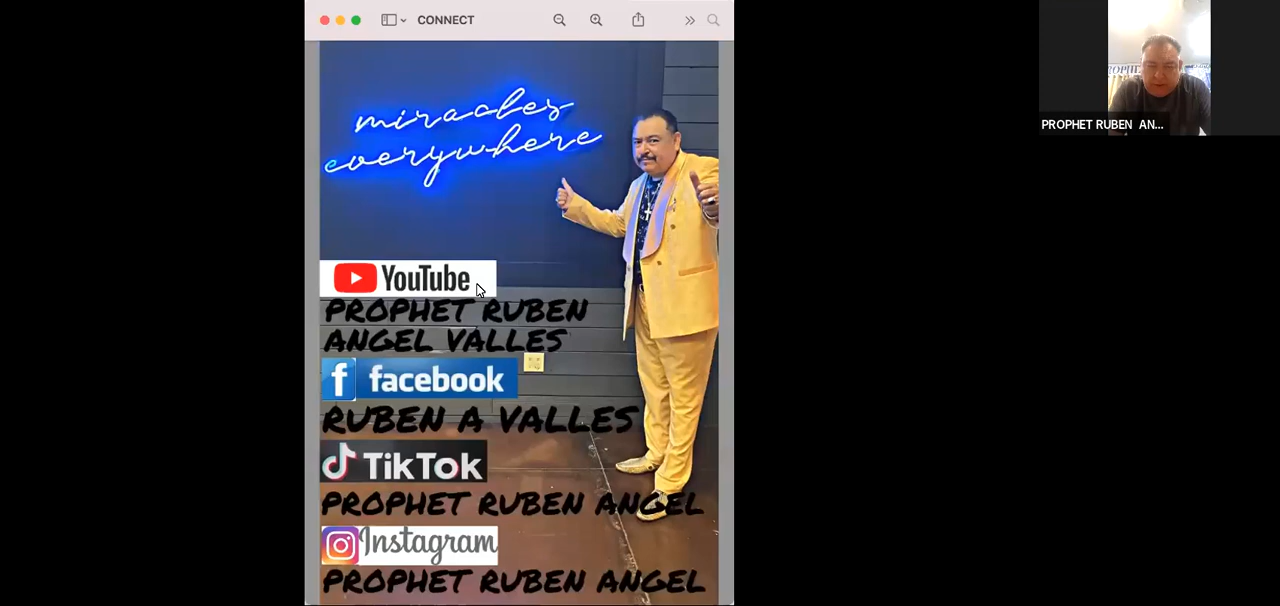 CONNECT
miracles
everywhere
YouTube
PROPHET RUBEN
ANGEL VALLES
f facebook
RUBEN A VALLES
TikTok
PROPHET RUBEN ANGEL
Instagram
PROPHET RUBEN ANGEL
PROPHET RUBEN AN...